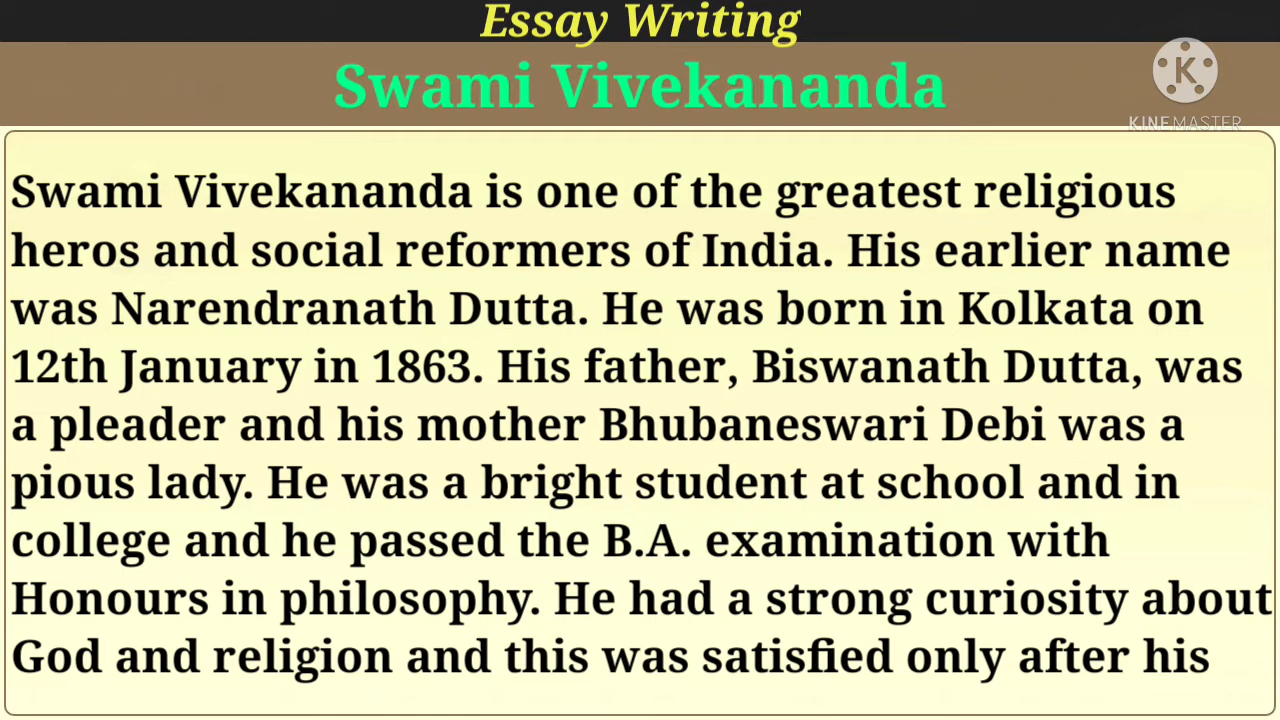 Essay Writing
Swami Vivekananda
K
KINEMASTER
Swami Vivekananda is one of the greatest religious
heros and social reformers of India. His earlier name
was Narendranath Dutta. He was born in Kolkata on
12th January in 1863. His father, Biswanath Dutta, was
a pleader and his mother Bhubaneswari Debi was a
pious lady. He was a bright student at school and in
college and he passed the B.A. examination with
Honours in philosophy. He had a strong curiosity about
God and religion and this was satisfied only after his